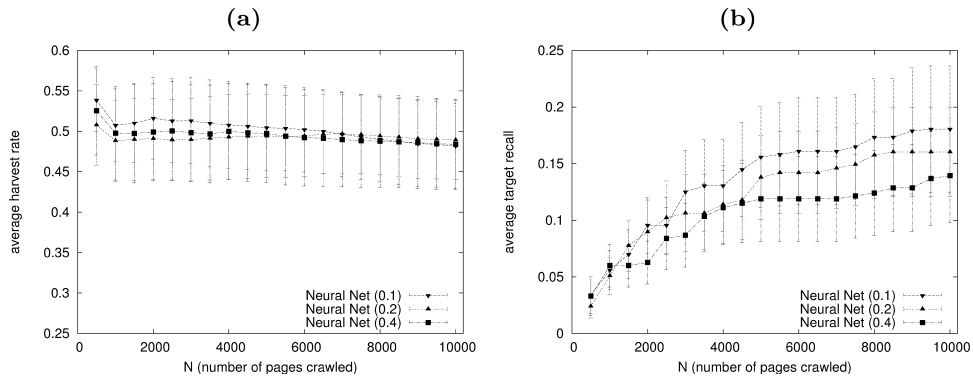 (a)
0.6
0.55
0.5
0.45
0.4
0.35
0.3
0.25
average harvest rate
Neural Net (0.1)
Neural Net (0.2)
Neural Net (0.4)
0 2000 4000 6000 8000 10000
N (number of pages crawled)
(b)
0.25
0.2
0.15
0.1
0.05
0
average target recall
Neural Net (0.1)
Neural Net (0.2)
Neural Net (0.4)
0 2000 4000 6000 8000 10000
N (number of pages crawled)